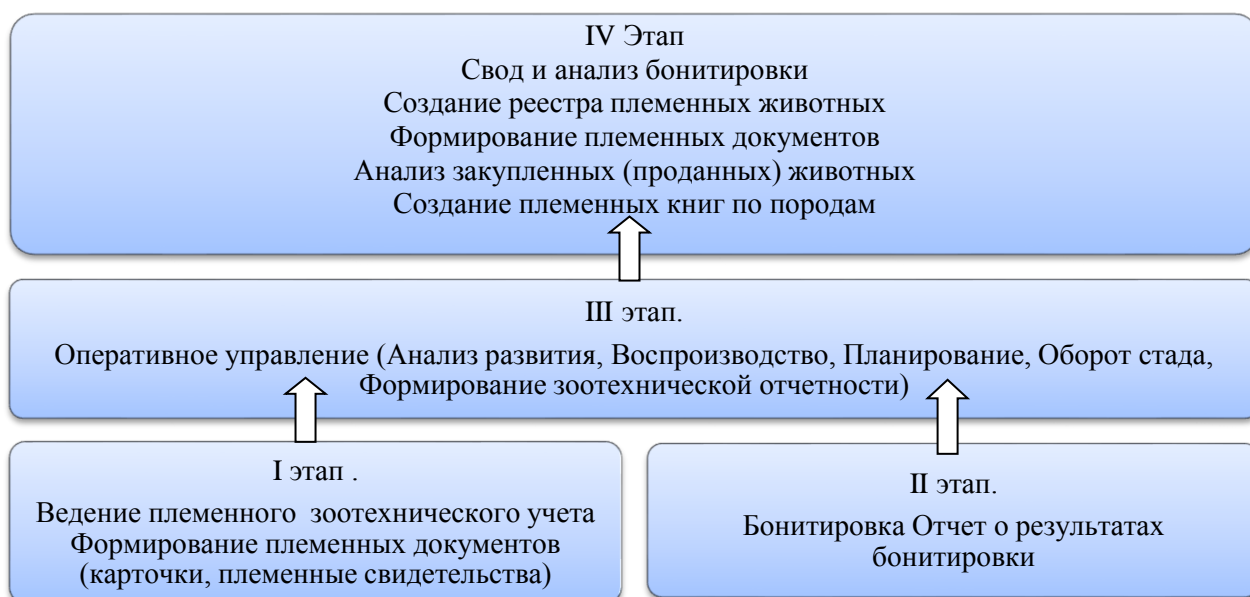 IV Этап
Свод и анализ бонитировки
Создание реестра племенных животных
Формирование племенных документов
Анализ закупленных (проданных) животных
Создание племенных книг по породам
III этап.
Оперативное управление (Анализ развития, Воспроизводство, Планирование, Оборот стада,
Формирование зоотехнической отчетности)
I этап .
Ведение племенного зоотехнического учета
Формирование племенных документов
(карточки, племенные свидетельства)
II этап.
Бонитировка Отчет о результатах
бонитировки